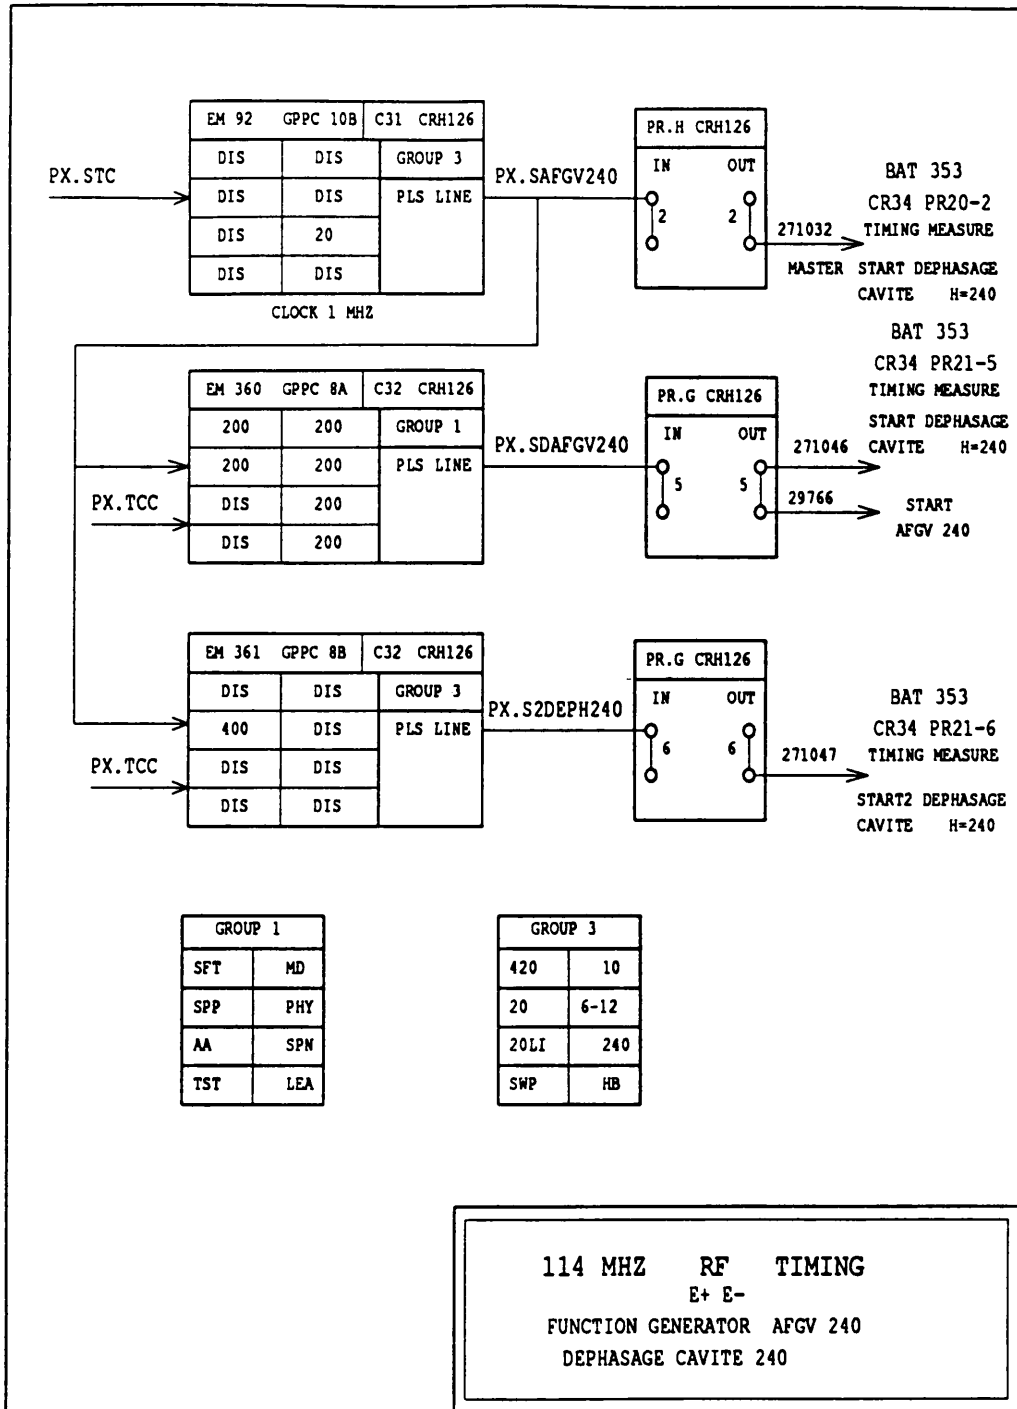 EM 92 GPPC 10B C31 CRH126
DIS DIS GROUP 3
DIS DIS PLS LINE
DIS 20
DIS DIS
CLOCK 1 MHZ
PX.STC
PX.SAFGV240
PR.H CRH126
IN OUT
2 2
271032
BAT 353
CR34 PR20-2
TIMING MEASURE
MASTER START DEPHASAGE
CAVITE H=240
EM 360 GPPC 8A C32 CRH126
200 200 GROUP 1
200 200 PLS LINE
DIS 200
DIS 200
PX.TCC
PX.SDAFGV240
PR.G CRH126
IN OUT
5 5
271046
29766
BAT 353
CR34 PR21-5
TIMING MEASURE
START DEPHASAGE
CAVITE H=240
START
AFGV 240
EM 361 GPPC 8B C32 CRH126
DIS DIS GROUP 3
400 DIS PLS LINE
DIS DIS
DIS DIS
PX.TCC
PX.S2DEPH240
PR.G CRH126
IN OUT
6 6
271047
BAT 353
CR34 PR21-6
TIMING MEASURE
START2 DEPHASAGE
CAVITE H=240
GROUP 1
SFT MD
SPP PHY
AA SPN
TST LEA
GROUP 3
420 10
20 6-12
20LI 240
SWP HB
114 MHZ RF TIMING
E+ E-
FUNCTION GENERATOR AFGV 240
DEPHASAGE CAVITE 240